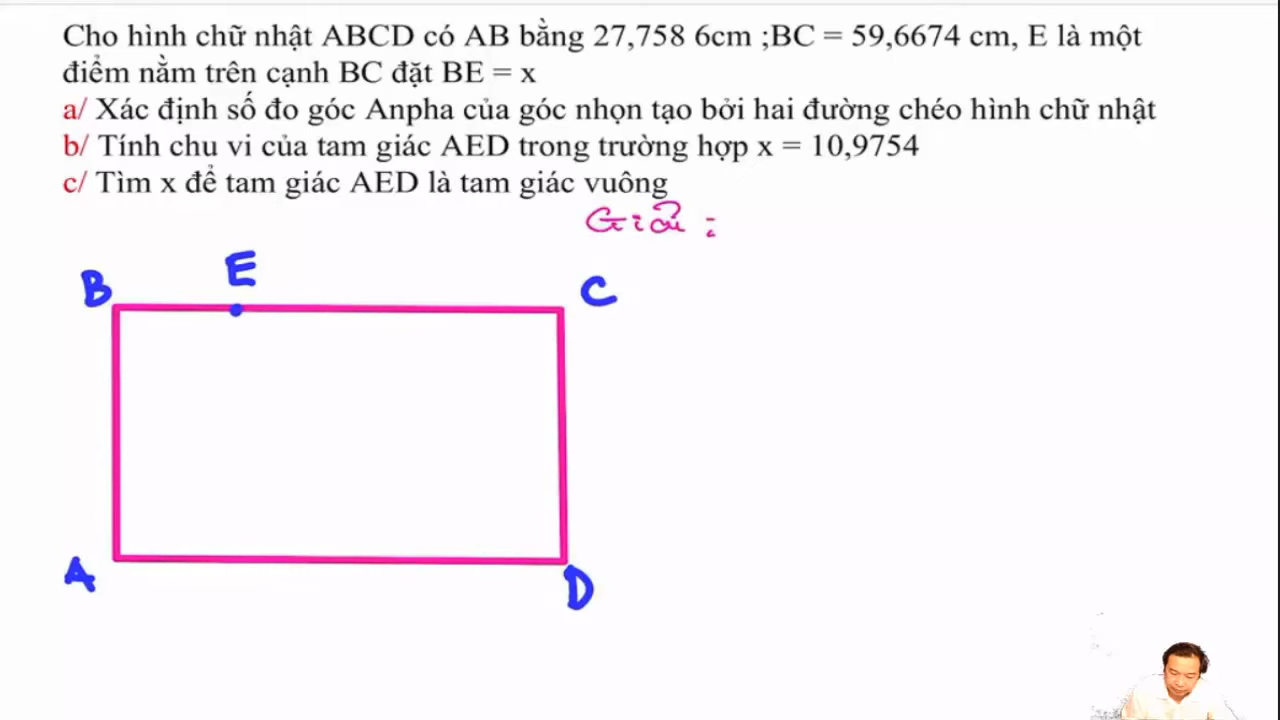 Cho hình chữ nhật ABCD có AB bằng 27,758 6cm ;BC = 59,6674 cm, E là một
điểm nằm trên cạnh BC đặt BE = x
a/ Xác định số đo góc Anpha của góc nhọn tạo bởi hai đường chéo hình chữ nhật
b/ Tính chu vi của tam giác AED trong trường hợp x = 10,9754
c/ Tìm x để tam giác AED là tam giác vuông
Giải :
B E C
A D